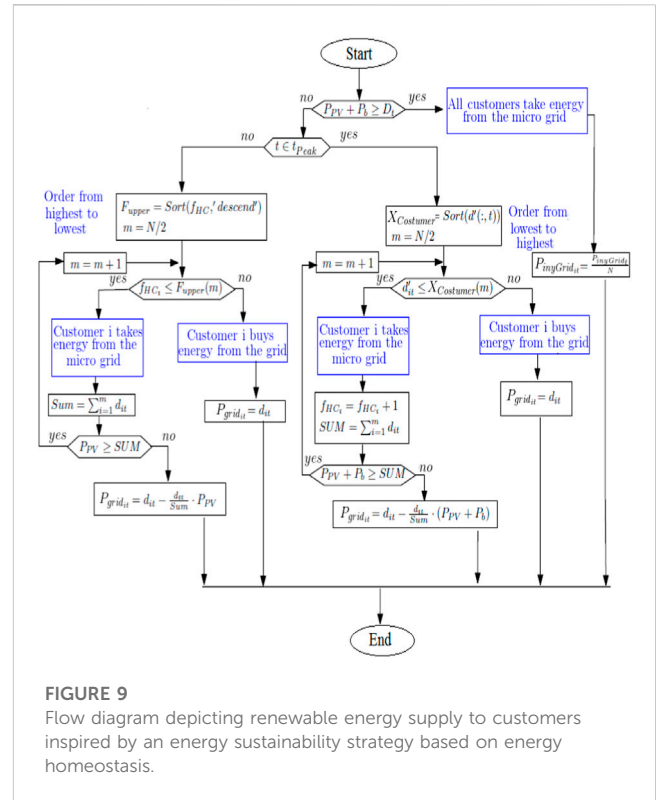 Start
no
yes
P_PV + P_b ≥ D_t
All customers take energy
from the micro grid
no
yes
t ∈ t_Peak
Order from
highest to
lowest
F_upper = Sort(f_HC,' descend')
m = N/2
X_Costumer = Sort(d'(:,t))
m = N/2
Order from
lowest to
highest
P_inyGrid_it = P_inyGrid_t / N
m = m + 1
yes
no
f_HC_i ≤ F_upper(m)
m = m + 1
yes
no
d'_it ≤ X_Costumer(m)
Customer i takes
energy from the
micro grid
Customer i buys
energy from the grid
Customer i takes
energy from the
micro grid
Customer i buys
energy from the grid
Sum = ∑_{i=1}^{m} d_it
P_grid_it = d_it
f_HC_i = f_HC_i + 1
SUM = ∑_{i=1}^{m} d_it
P_grid_it = d_it
yes
no
P_PV ≥ SUM
yes
no
P_PV + P_b ≥ SUM
P_grid_it = d_it − d_it/Sum · P_PV
P_grid_it = d_it − d_it/Sum · (P_PV + P_b)
End
FIGURE 9
Flow diagram depicting renewable energy supply to customers
inspired by an energy sustainability strategy based on energy
homeostasis.